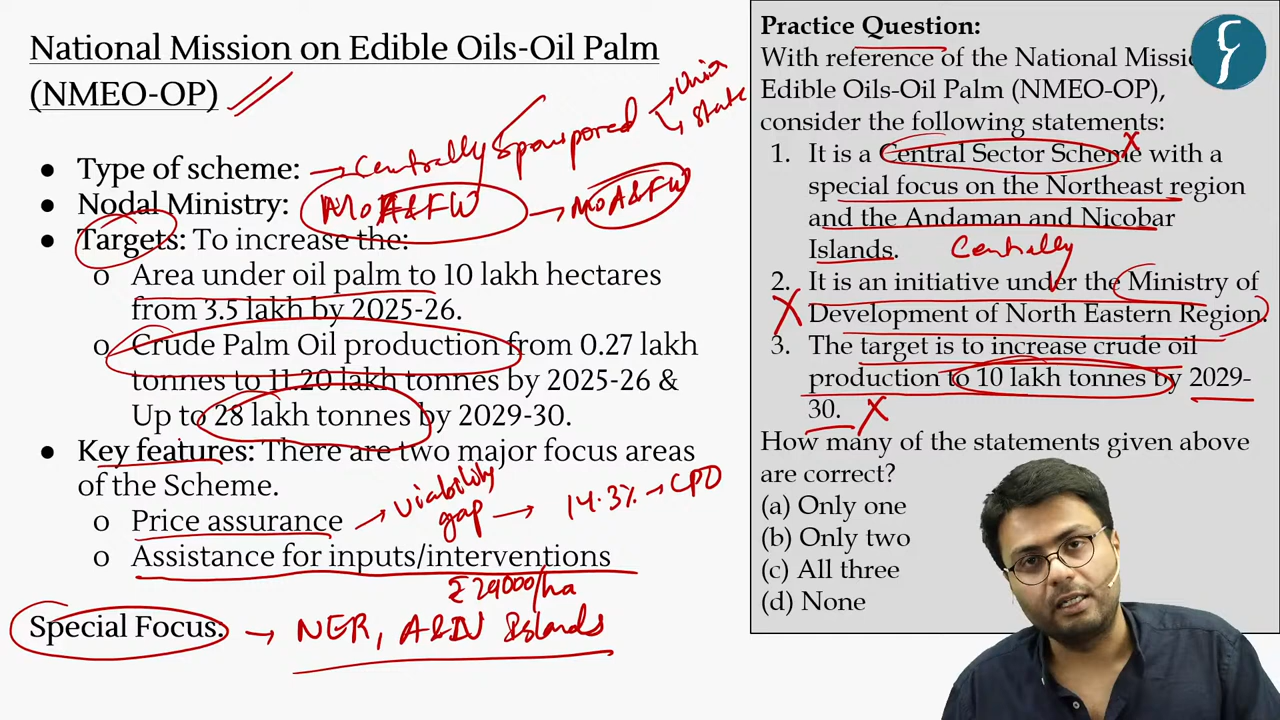 National Mission on Edible Oils-Oil Palm
(NMEO-OP)
● Type of scheme: → Centrally Sponsored → State
● Nodal Ministry: MoA&FW → MoA&FW
● Targets: To increase the:
o Area under oil palm to 10 lakh hectares
from 3.5 lakh by 2025-26.
o Crude Palm Oil production from 0.27 lakh
tonnes to 11.20 lakh tonnes by 2025-26 &
Up to 28 lakh tonnes by 2029-30.
● Key features: There are two major focus areas
of the Scheme.
o Price assurance → Viability
gap → 14.3% → CPO
o Assistance for inputs/interventions
₹29000/ha
Special Focus. → NER, A&N Islands
Practice Question:
With reference of the National Missio
Edible Oils-Oil Palm (NMEO-OP),
consider the following statements:
1. It is a Central Sector Scheme with a
special focus on the Northeast region
and the Andaman and Nicobar
Islands. Centrally
2. It is an initiative under the Ministry of
Development of North Eastern Region.
3. The target is to increase crude oil
production to 10 lakh tonnes by 2029-
30.
How many of the statements given above
are correct?
(a) Only one
(b) Only two
(c) All three
(d) None